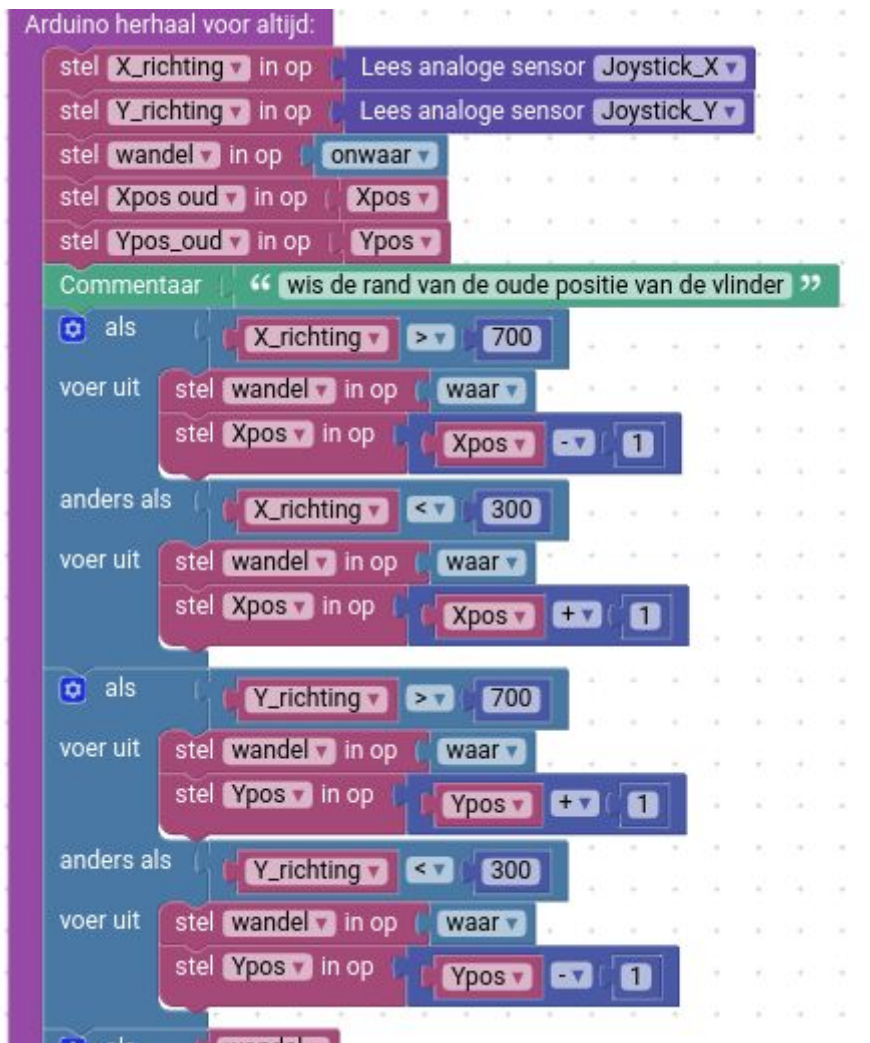 Arduino herhaal voor altijd:
stel X_richting in op Lees analoge sensor Joystick_X
stel Y_richting in op Lees analoge sensor Joystick_Y
stel wandel in op onwaar
stel Xpos oud in op Xpos
stel Ypos_oud in op Ypos
Commentaar “ wis de rand van de oude positie van de vlinder ”
als X_richting > 700
voer uit stel wandel in op waar
stel Xpos in op Xpos - 1
anders als X_richting < 300
voer uit stel wandel in op waar
stel Xpos in op Xpos + 1
als Y_richting > 700
voer uit stel wandel in op waar
stel Ypos in op Ypos + 1
anders als Y_richting < 300
voer uit stel wandel in op waar
stel Ypos in op Ypos - 1